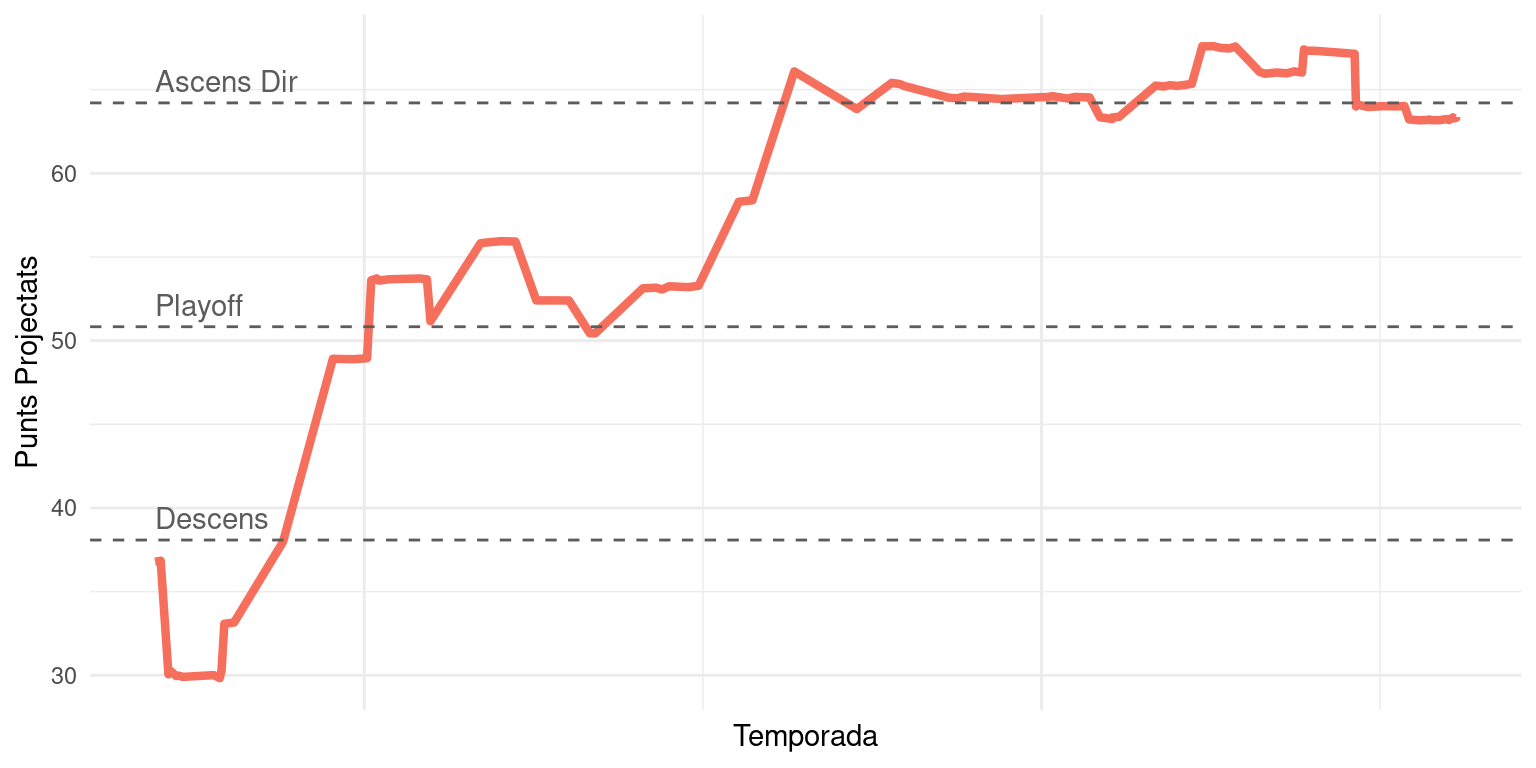 Ascens Dir
60
Playoff
50
Descens
40
30
Punts Projectats
Temporada